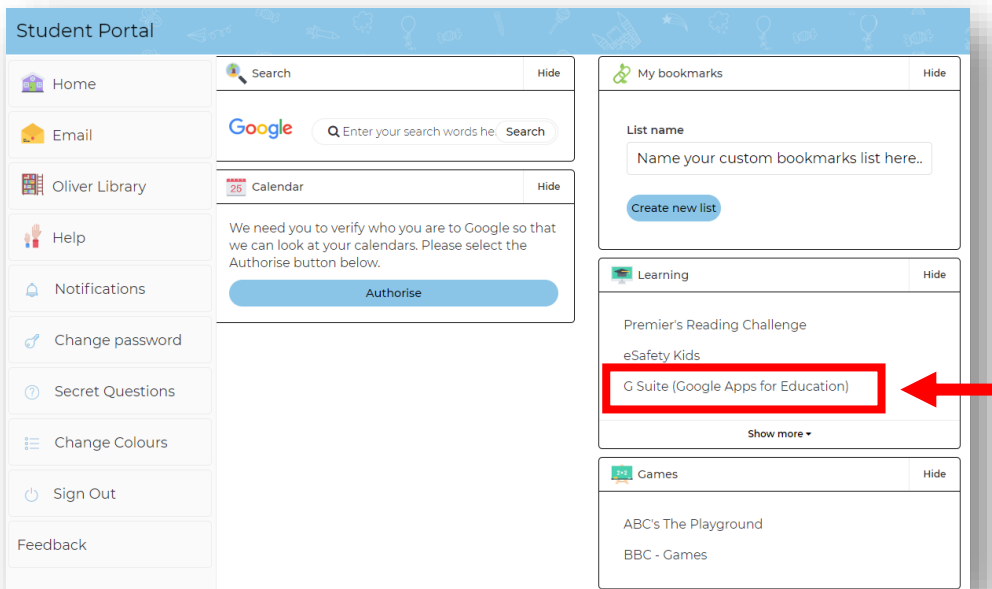 Student Portal
Home
Email
Oliver Library
Help
Notifications
Change password
Secret Questions
Change Colours
Sign Out
Feedback
Search
Hide
Google
Enter your search words he
Search
25
Calendar
Hide
We need you to verify who you are to Google so that
we can look at your calendars. Please select the
Authorise button below.
Authorise
My bookmarks
Hide
List name
Name your custom bookmarks list here..
Create new list
Learning
Hide
Premier's Reading Challenge
eSafety Kids
G Suite (Google Apps for Education)
Show more
2+2
Games
Hide
ABC's The Playground
BBC - Games